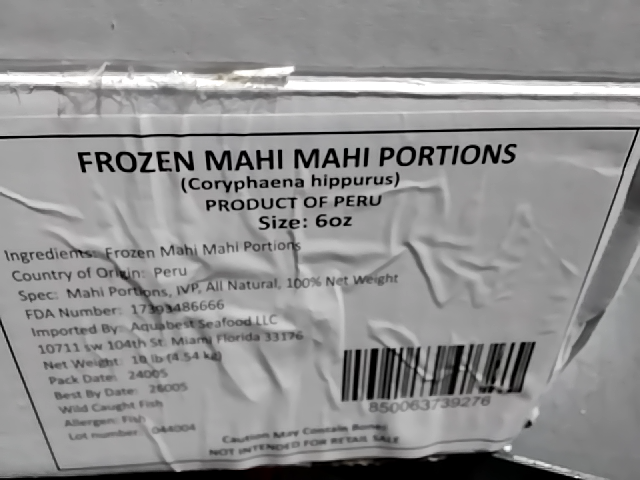 FROZEN MAHI MAHI PORTIONS
(Coryphaena hippurus)
PRODUCT OF PERU
Size: 6oz
Ingredients: Frozen Mahi Mahi Portions
Country of Origin: Peru
Spec: Mahi Portions, IVP, All Natural, 100% Net Weight
FDA Number: 17393486666
Imported By: Aquabest Seafood LLC
10711 sw 104th St. Miami Florida 33176
Net Weight: 10 lb (4.54 kg)
Pack Date: 24005
Best By Date: 26005
Wild Caught Fish
Allergen: Fish
Lot number: 044004
850063739276
Caution May Contain Bones
NOT INTENDED FOR RETAIL SALE